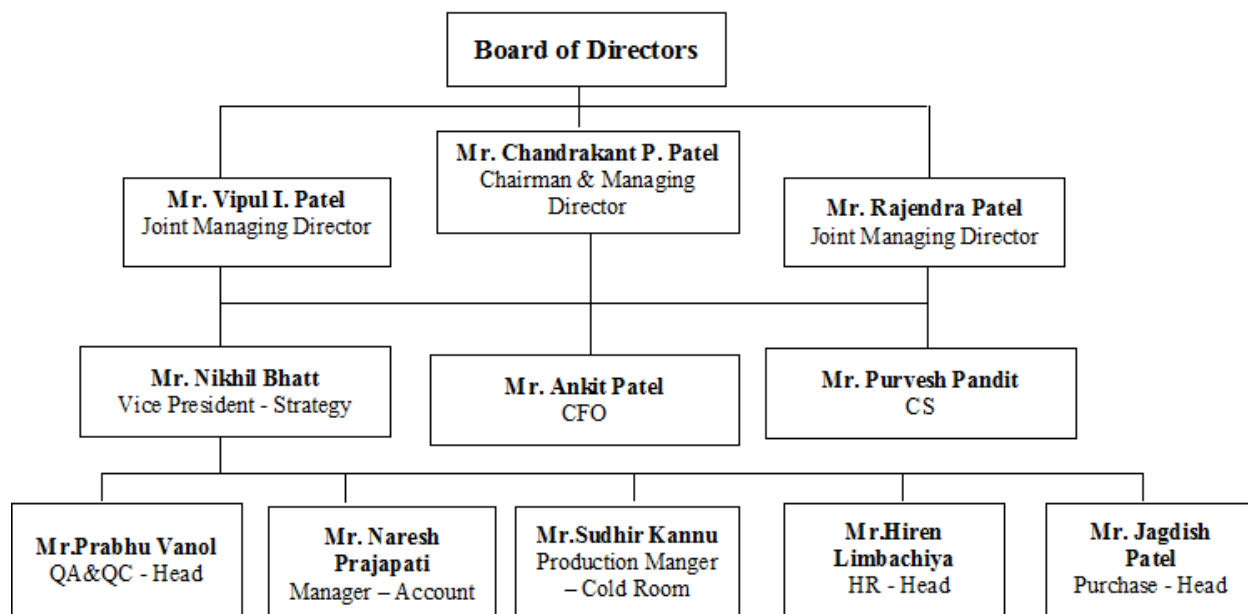 Board of Directors
Mr. Chandrakant P. Patel
Chairman & Managing
Director
Mr. Vipul I. Patel
Joint Managing Director
Mr. Rajendra Patel
Joint Managing Director
Mr. Nikhil Bhatt
Vice President - Strategy
Mr. Ankit Patel
CFO
Mr. Purvesh Pandit
CS
Mr.Prabhu Vanol
QA&QC - Head
Mr. Naresh
Prajapati
Manager – Account
Mr.Sudhir Kannu
Production Manger
– Cold Room
Mr.Hiren
Limbachiya
HR - Head
Mr. Jagdish
Patel
Purchase - Head